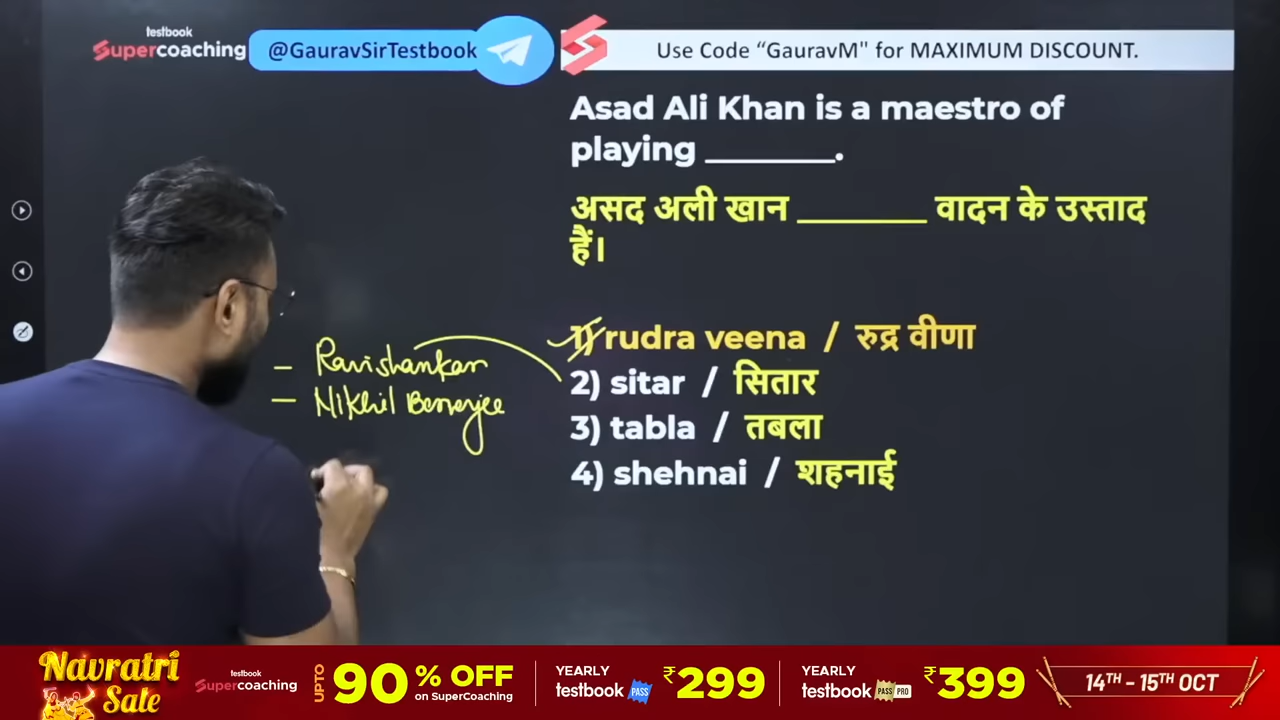 testbook
Supercoaching
@GauravSirTestbook
Use Code “GauravM" for MAXIMUM DISCOUNT.
Asad Ali Khan is a maestro of
playing ________.
असद अली खान ________ वादन के उस्ताद
हैं।
1) rudra veena / रुद्र वीणा
2) sitar / सितार
3) tabla / तबला
4) shehnai / शहनाई
- Ravishankar
- Nikhil Banerjee
Navratri
Sale
testbook
Supercoaching
UPTO
90% OFF
on SuperCoaching
YEARLY
testbook PASS
₹299
YEARLY
testbook PASS PRO
₹399
14TH - 15TH OCT